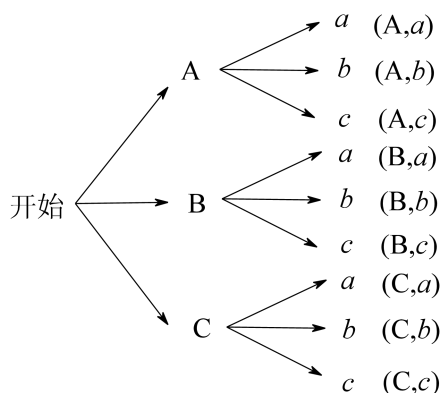 a (A,a)
A b (A,b)
c (A,c)
a (B,a)
开始 B b (B,b)
c (B,c)
a (C,a)
C b (C,b)
c (C,c)